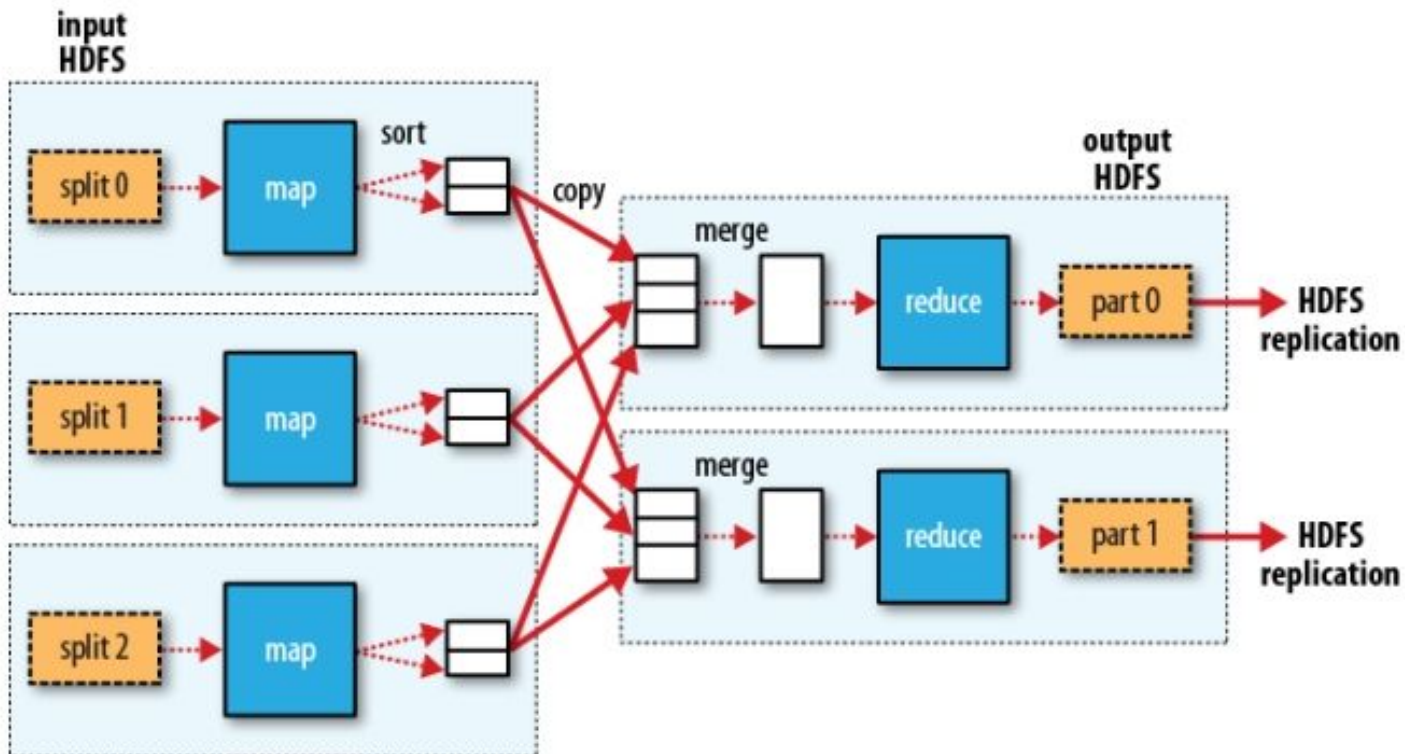 input
HDFS
split 0
map
sort
copy
split 1
map
split 2
map
output
HDFS
merge
reduce
part 0
HDFS
replication
merge
reduce
part 1
HDFS
replication